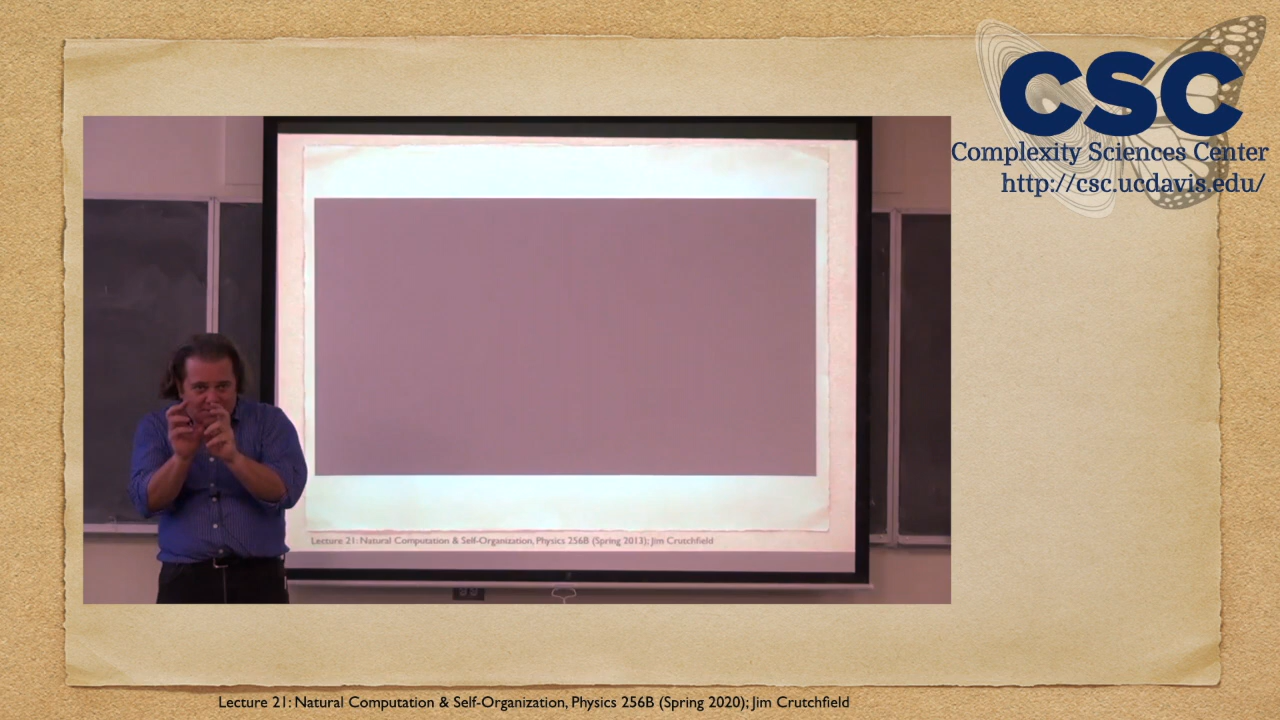 CSC
Complexity Sciences Center
http://csc.ucdavis.edu/
Lecture 21: Natural Computation & Self-Organization, Physics 256B (Spring 2013); Jim Crutchfield
Lecture 21: Natural Computation & Self-Organization, Physics 256B (Spring 2020); Jim Crutchfield